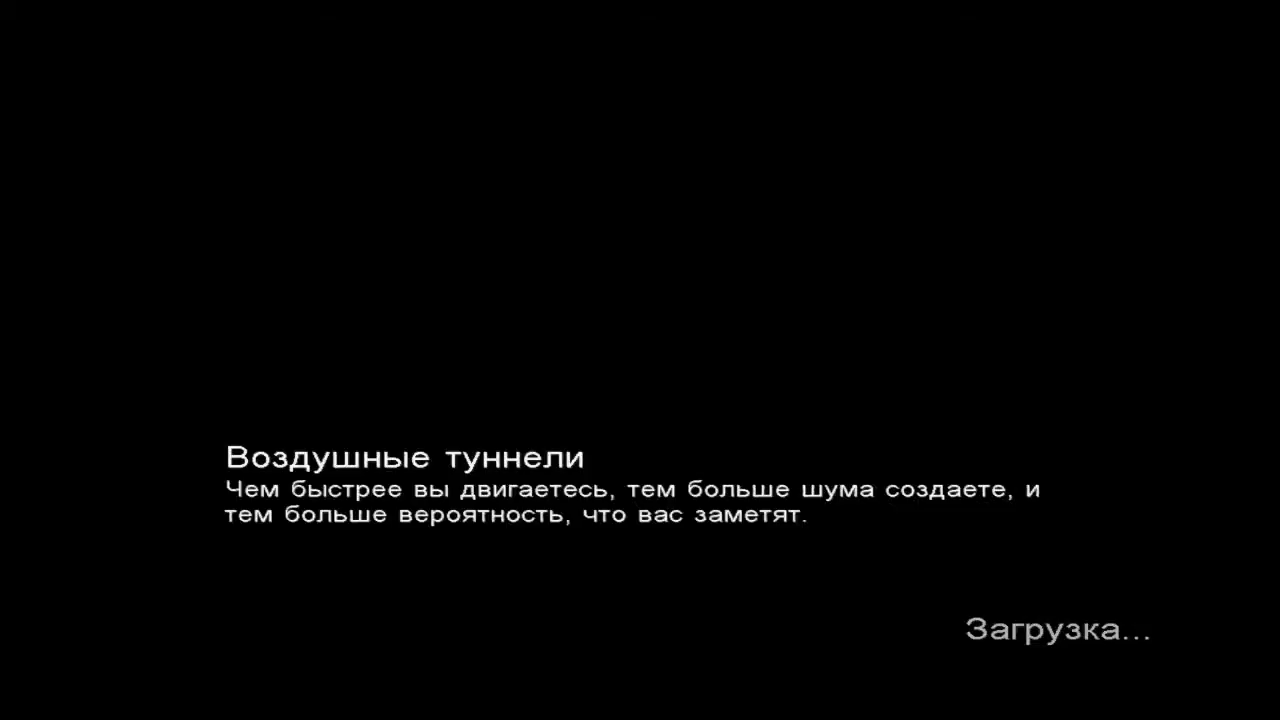 Воздушные туннели
Чем быстрее вы двигаетесь, тем больше шума создаете, и
тем больше вероятность, что вас заметят.
Загрузка...